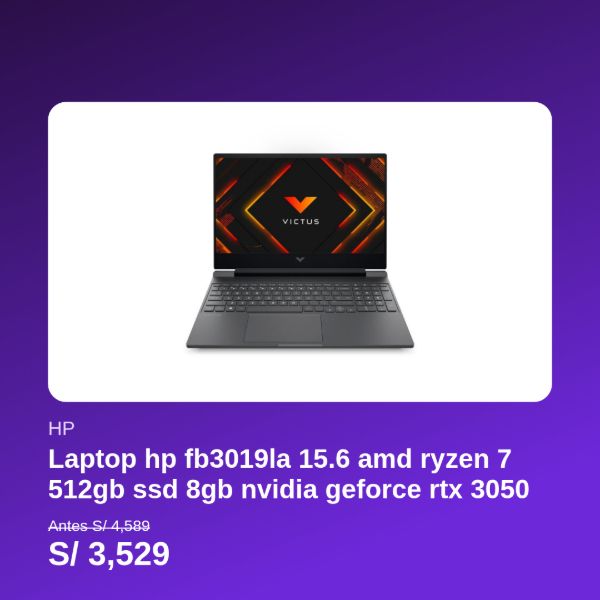 VICTUS
HP
Laptop hp fb3019la 15.6 amd ryzen 7
512gb ssd 8gb nvidia geforce rtx 3050
Antes S/ 4,589
S/ 3,529